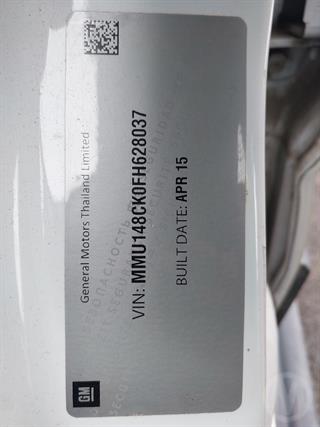 General Motors Thailand Limited
VIN: MMU148CK0FH628037
BUILT DATE: APR 15
GM